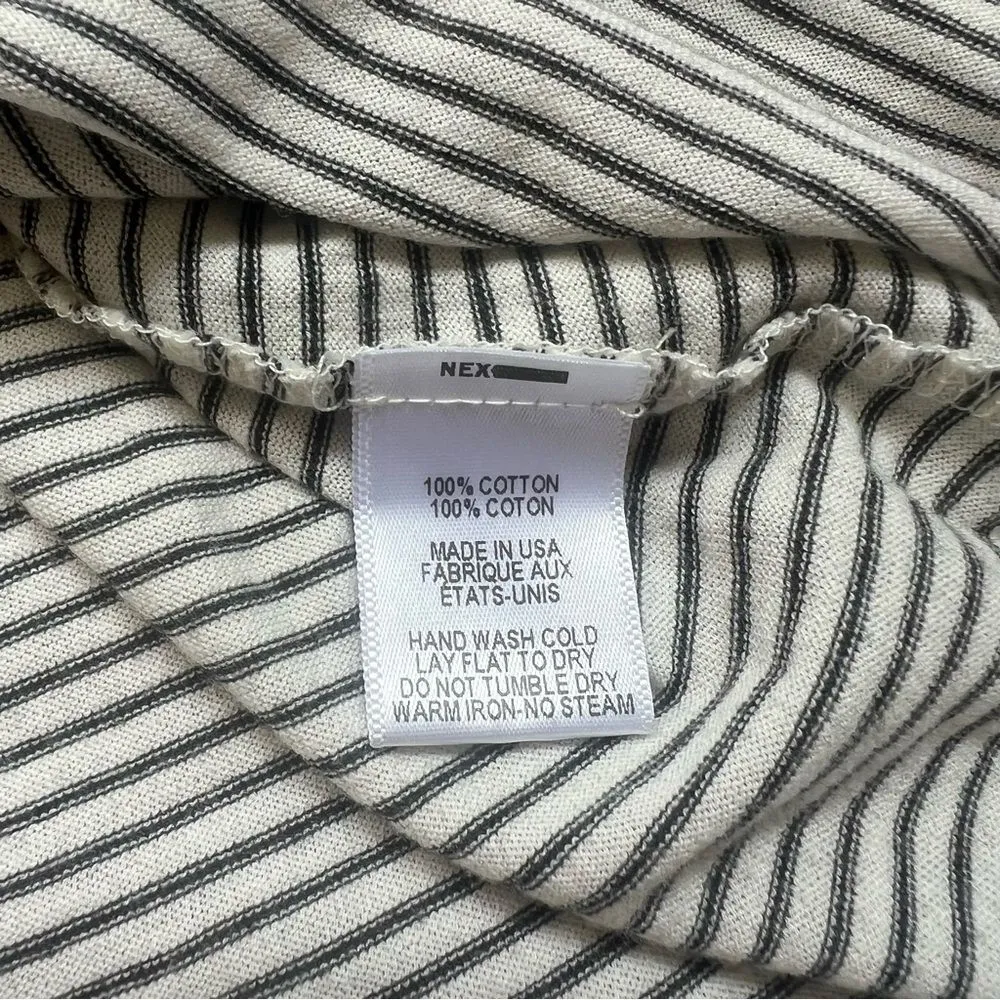 NEX
100% COTTON
100% COTON
MADE IN USA
FABRIQUE AUX
ÉTATS-UNIS
HAND WASH COLD
LAY FLAT TO DRY
DO NOT TUMBLE DRY
WARM IRON-NO STEAM